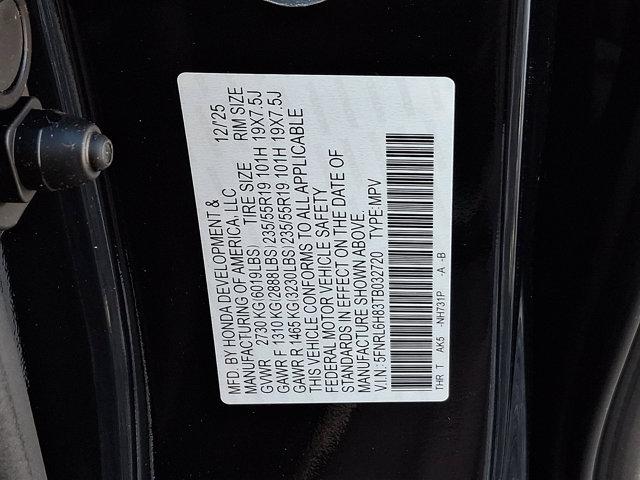 MFD. BY HONDA DEVELOPMENT &
MANUFACTURING OF AMERICA, LLC 12/'25
TIRE SIZE RIM SIZE
GVWR 2730 KG(6019LBS)
GAWR F 1310 KG(2888LBS)235/55R19 101H 19X7.5J
GAWR R 1465 KG(3230LBS)235/55R19 101H 19X7.5J
THIS VEHICLE CONFORMS TO ALL APPLICABLE
FEDERAL MOTOR VEHICLE SAFETY
STANDARDS IN EFFECT ON THE DATE OF
MANUFACTURE SHOWN ABOVE.
V.I.N: 5FNRL6H83TB032720 TYPE:MPV
THR T AK5 -NH731P -A -B